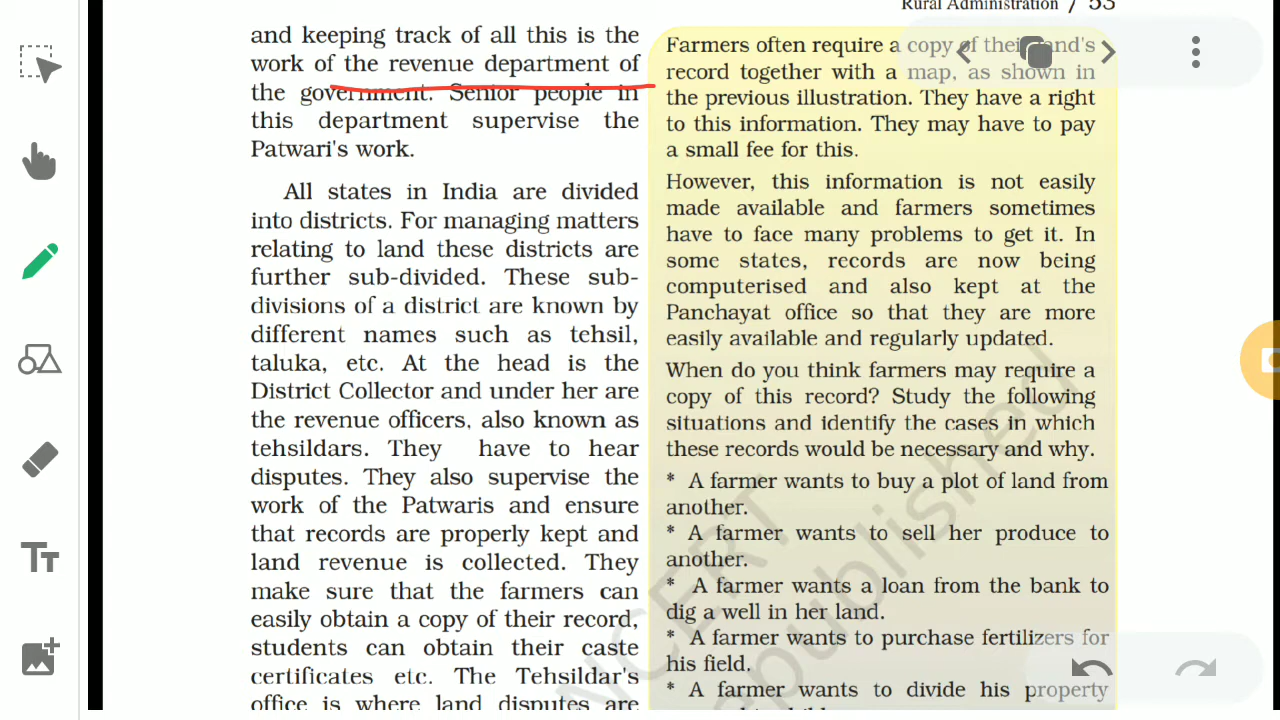 Rural Administration / 53
and keeping track of all this is the
work of the revenue department of
the government. Senior people in
this department supervise the
Patwari's work.
All states in India are divided
into districts. For managing matters
relating to land these districts are
further sub-divided. These sub-
divisions of a district are known by
different names such as tehsil,
taluka, etc. At the head is the
District Collector and under her are
the revenue officers, also known as
tehsildars. They have to hear
disputes. They also supervise the
work of the Patwaris and ensure
that records are properly kept and
land revenue is collected. They
make sure that the farmers can
easily obtain a copy of their record,
students can obtain their caste
certificates etc. The Tehsildar's
office is where land disputes are
Farmers often require a copy of their land's
record together with a map, as shown in
the previous illustration. They have a right
to this information. They may have to pay
a small fee for this.
However, this information is not easily
made available and farmers sometimes
have to face many problems to get it. In
some states, records are now being
computerised and also kept at the
Panchayat office so that they are more
easily available and regularly updated.
When do you think farmers may require a
copy of this record? Study the following
situations and identify the cases in which
these records would be necessary and why.
* A farmer wants to buy a plot of land from
another.
* A farmer wants to sell her produce to
another.
* A farmer wants a loan from the bank to
dig a well in her land.
* A farmer wants to purchase fertilizers for
his field.
* A farmer wants to divide his property
NCERT
republished
Tт